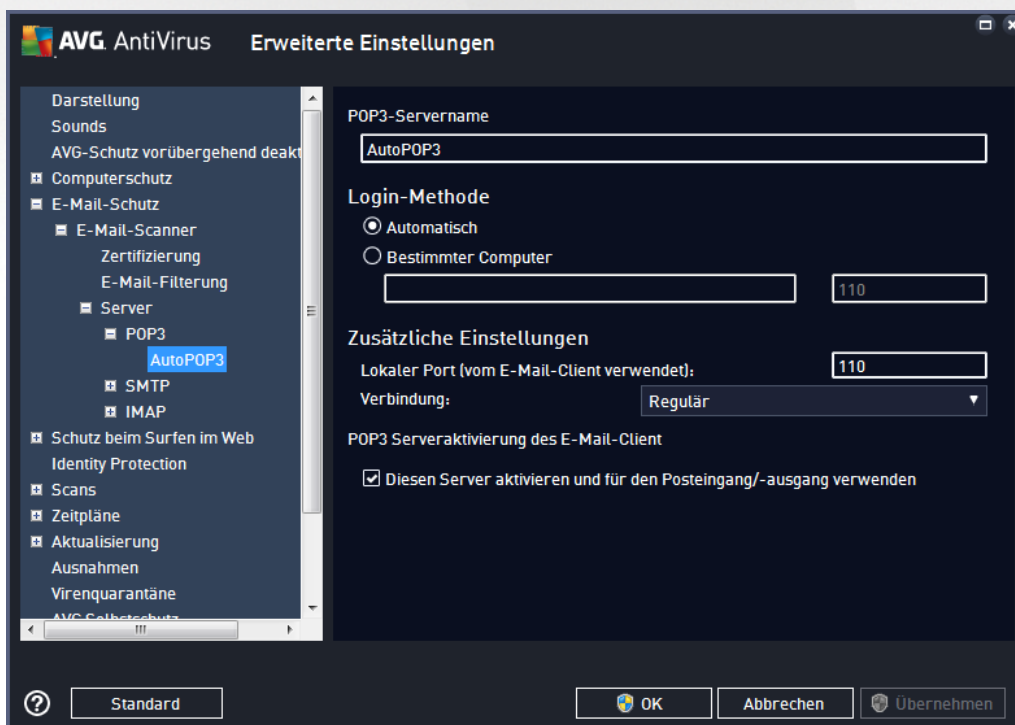 AVG AntiVirus Erweiterte Einstellungen
Darstellung
Sounds
AVG-Schutz vorübergehend deakt
Computerschutz
E-Mail-Schutz
E-Mail-Scanner
Zertifizierung
E-Mail-Filterung
Server
POP3
AutoPOP3
SMTP
IMAP
Schutz beim Surfen im Web
Identity Protection
Scans
Zeitpläne
Aktualisierung
Ausnahmen
Virenquarantäne
AVG Selbstschutz
POP3-Servername
AutoPOP3
Login-Methode
Automatisch
Bestimmter Computer
110
Zusätzliche Einstellungen
Lokaler Port (vom E-Mail-Client verwendet): 110
Verbindung: Regulär
POP3 Serveraktivierung des E-Mail-Client
Diesen Server aktivieren und für den Posteingang/-ausgang verwenden
? Standard OK Abbrechen Übernehmen